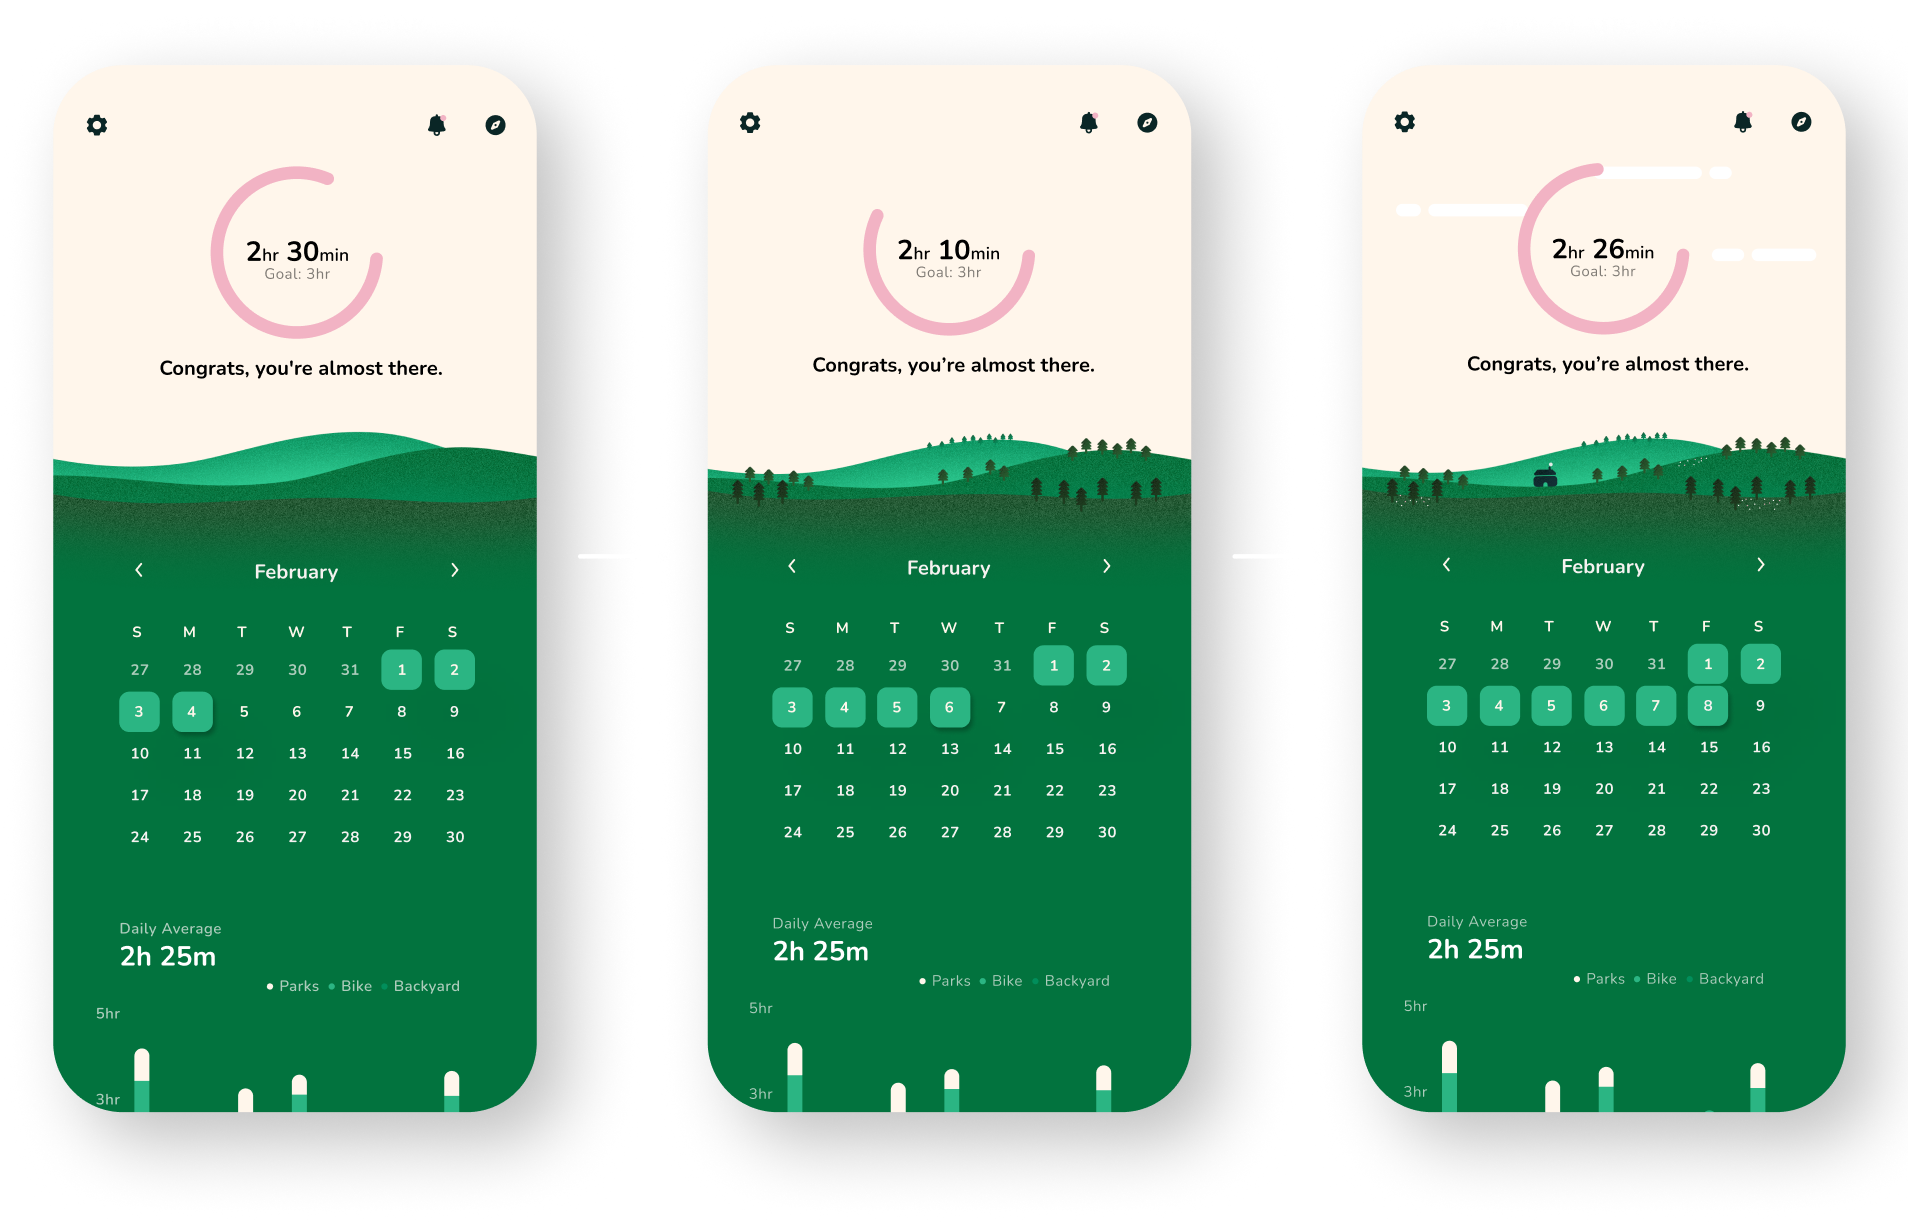 2hr 30min
Goal: 3hr
Congrats, you're almost there.
February
S M T W T F S
27 28 29 30 31 1 2
3 4 5 6 7 8 9
10 11 12 13 14 15 16
17 18 19 20 21 22 23
24 25 26 27 28 29 30
Daily Average
2h 25m
Parks Bike Backyard
5hr
3hr
2hr 10min
Goal: 3hr
Congrats, you’re almost there.
February
S M T W T F S
27 28 29 30 31 1 2
3 4 5 6 7 8 9
10 11 12 13 14 15 16
17 18 19 20 21 22 23
24 25 26 27 28 29 30
Daily Average
2h 25m
Parks Bike Backyard
5hr
3hr
2hr 26min
Goal: 3hr
Congrats, you’re almost there.
February
S M T W T F S
27 28 29 30 31 1 2
3 4 5 6 7 8 9
10 11 12 13 14 15 16
17 18 19 20 21 22 23
24 25 26 27 28 29 30
Daily Average
2h 25m
Parks Bike Backyard
5hr
3hr